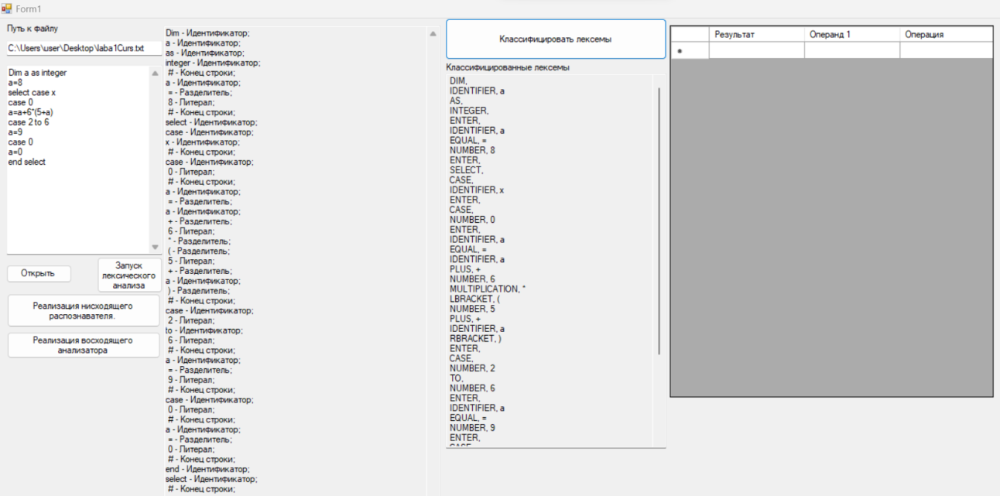 Form1
Путь к файлу
C:\Users\user\Desktop\laba1Curs.txt
Dim a as integer
a=8
select case x
case 0
a=a+6*(5+a)
case 2 to 6
a=9
case 0
a=0
end select
Открыть
Запуск
лексического
анализа
Реализация нисходящего
распознавателя.
Реализация восходящего
анализатора
Dim - Идентификатор;
a - Идентификатор;
as - Идентификатор;
integer - Идентификатор;
# - Конец строки;
a - Идентификатор;
= - Разделитель;
8 - Литерал;
# - Конец строки;
select - Идентификатор;
case - Идентификатор;
x - Идентификатор;
# - Конец строки;
case - Идентификатор;
0 - Литерал;
# - Конец строки;
a - Идентификатор;
= - Разделитель;
a - Идентификатор;
+ - Разделитель;
6 - Литерал;
* - Разделитель;
( - Разделитель;
5 - Литерал;
+ - Разделитель;
a - Идентификатор;
) - Разделитель;
# - Конец строки;
case - Идентификатор;
2 - Литерал;
to - Идентификатор;
6 - Литерал;
# - Конец строки;
a - Идентификатор;
= - Разделитель;
9 - Литерал;
# - Конец строки;
case - Идентификатор;
0 - Литерал;
# - Конец строки;
a - Идентификатор;
= - Разделитель;
0 - Литерал;
# - Конец строки;
end - Идентификатор;
select - Идентификатор;
# - Конец строки;
Классифицировать лексемы
Классифицированные лексемы
DIM,
IDENTIFIER, a
AS,
INTEGER,
ENTER,
IDENTIFIER, a
EQUAL, =
NUMBER, 8
ENTER,
SELECT,
CASE,
IDENTIFIER, x
ENTER,
CASE,
NUMBER, 0
ENTER,
IDENTIFIER, a
EQUAL, =
IDENTIFIER, a
PLUS, +
NUMBER, 6
MULTIPLICATION, *
LBRACKET, (
NUMBER, 5
PLUS, +
IDENTIFIER, a
RBRACKET, )
ENTER,
CASE,
NUMBER, 2
TO,
NUMBER, 6
ENTER,
IDENTIFIER, a
EQUAL, =
NUMBER, 9
ENTER,
CASE,
Результат
Операнд 1
Операция